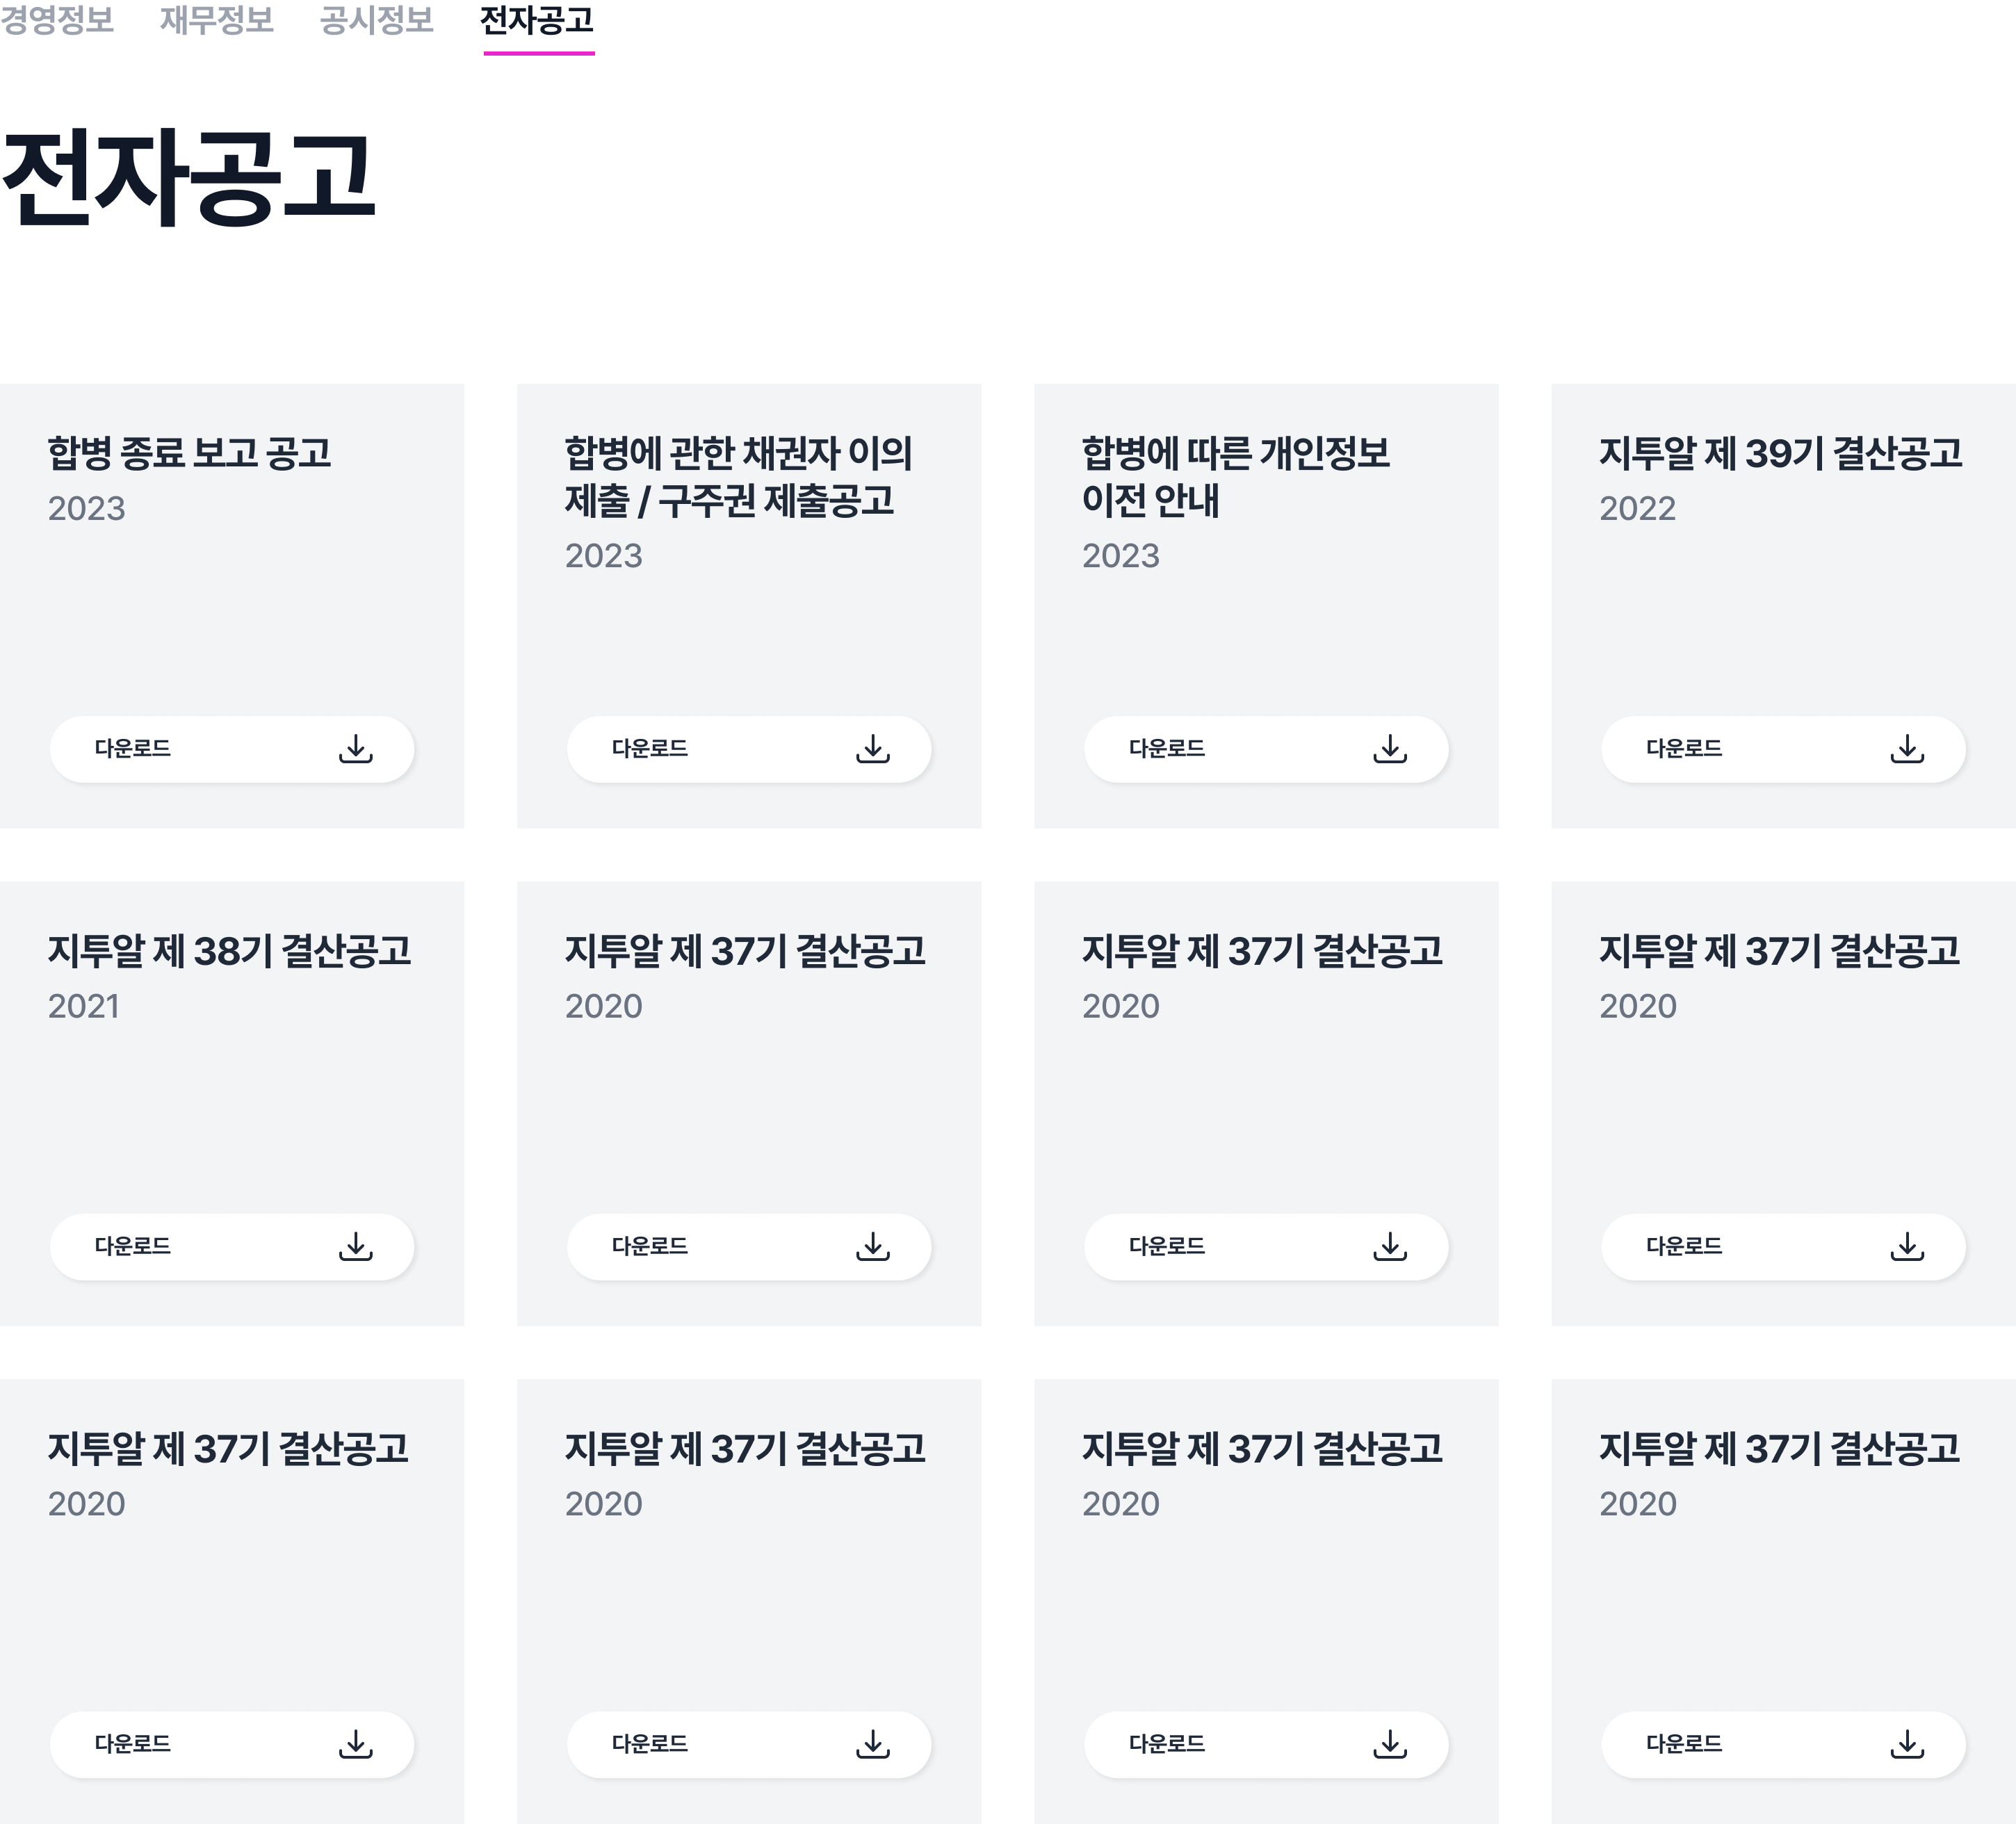 경영정보 재무정보 공시정보 전자공고
전자공고
합병 종료 보고 공고
2023
다운로드
합병에 관한 채권자 이의
제출 / 구주권 제출공고
2023
다운로드
합병에 따른 개인정보
이전 안내
2023
다운로드
지투알 제 39기 결산공고
2022
다운로드
지투알 제 38기 결산공고
2021
다운로드
지투알 제 37기 결산공고
2020
다운로드
지투알 제 37기 결산공고
2020
다운로드
지투알 제 37기 결산공고
2020
다운로드
지투알 제 37기 결산공고
2020
다운로드
지투알 제 37기 결산공고
2020
다운로드
지투알 제 37기 결산공고
2020
다운로드
지투알 제 37기 결산공고
2020
다운로드